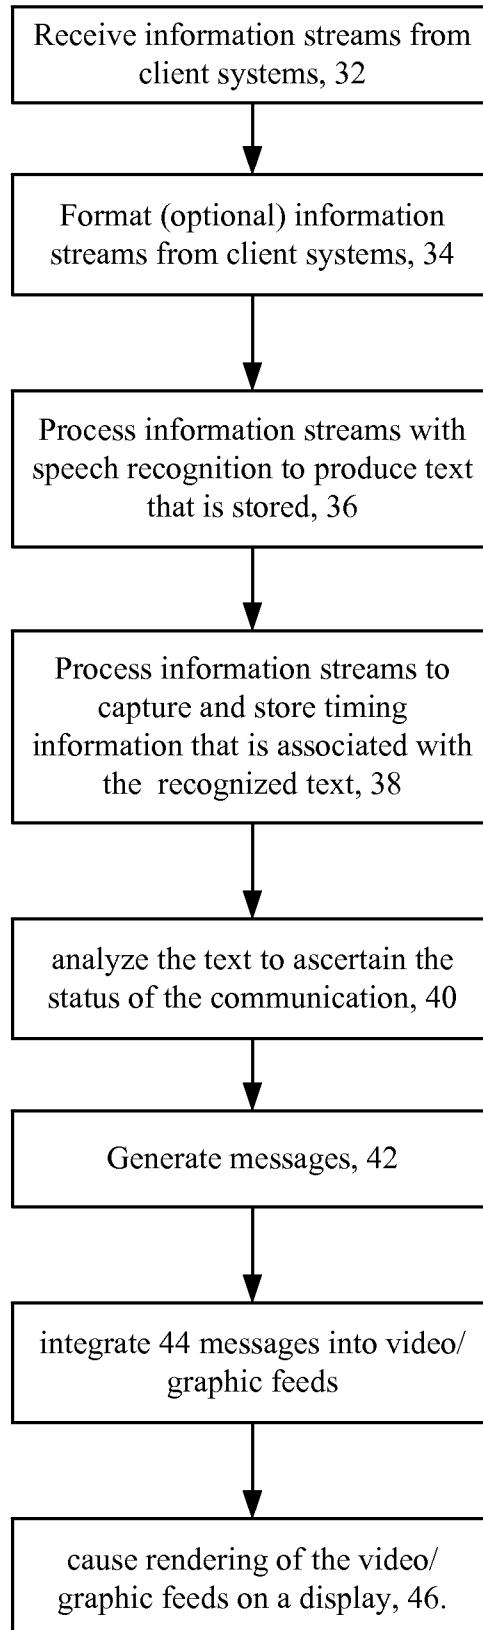 Receive information streams from
client systems, 32
Format (optional) information
streams from client systems, 34
Process information streams with
speech recognition to produce text
that is stored, 36
Process information streams to
capture and store timing
information that is associated with
the  recognized text, 38
analyze the text to ascertain the
status of the communication, 40
Generate messages, 42
integrate 44 messages into video/
graphic feeds
cause rendering of the video/
graphic feeds on a display, 46.